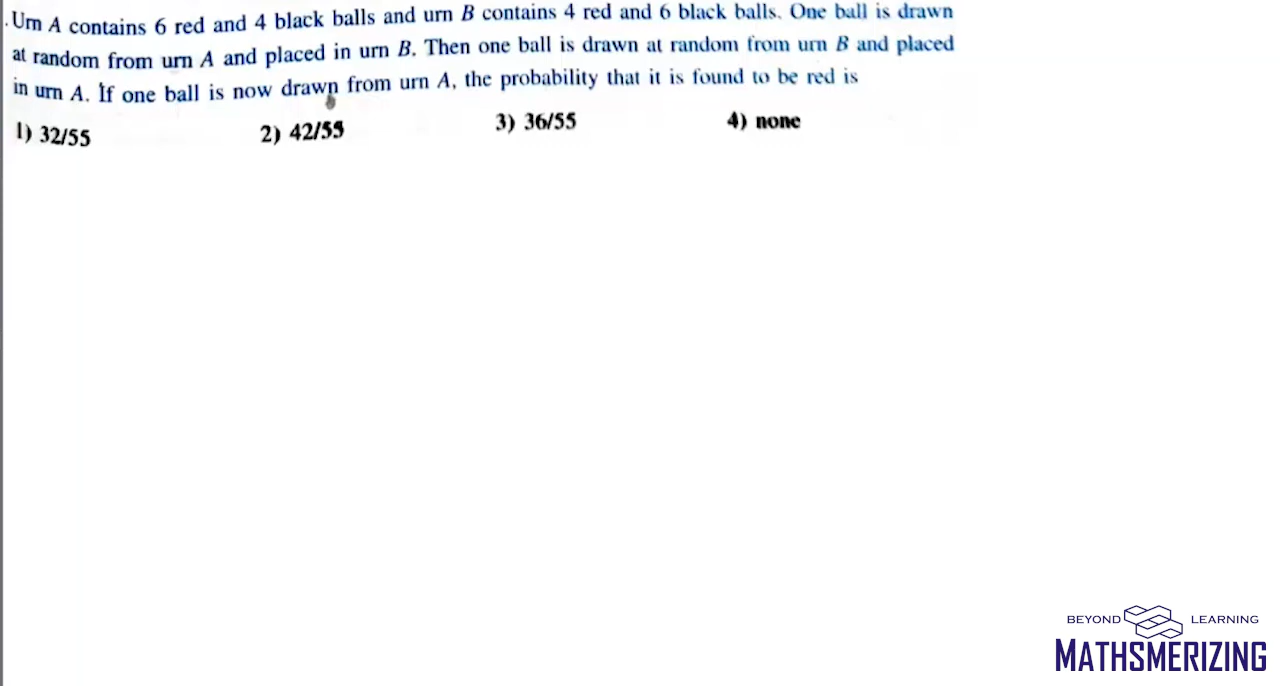 .Urn A contains 6 red and 4 black balls and urn B contains 4 red and 6 black balls. One ball is drawn
at random from urn A and placed in urn B. Then one ball is drawn at random from urn B and placed
in urn A. If one ball is now drawn from urn A, the probability that it is found to be red is
1) 32/55 2) 42/55 3) 36/55 4) none
BEYOND LEARNING
MATHSMERIZING